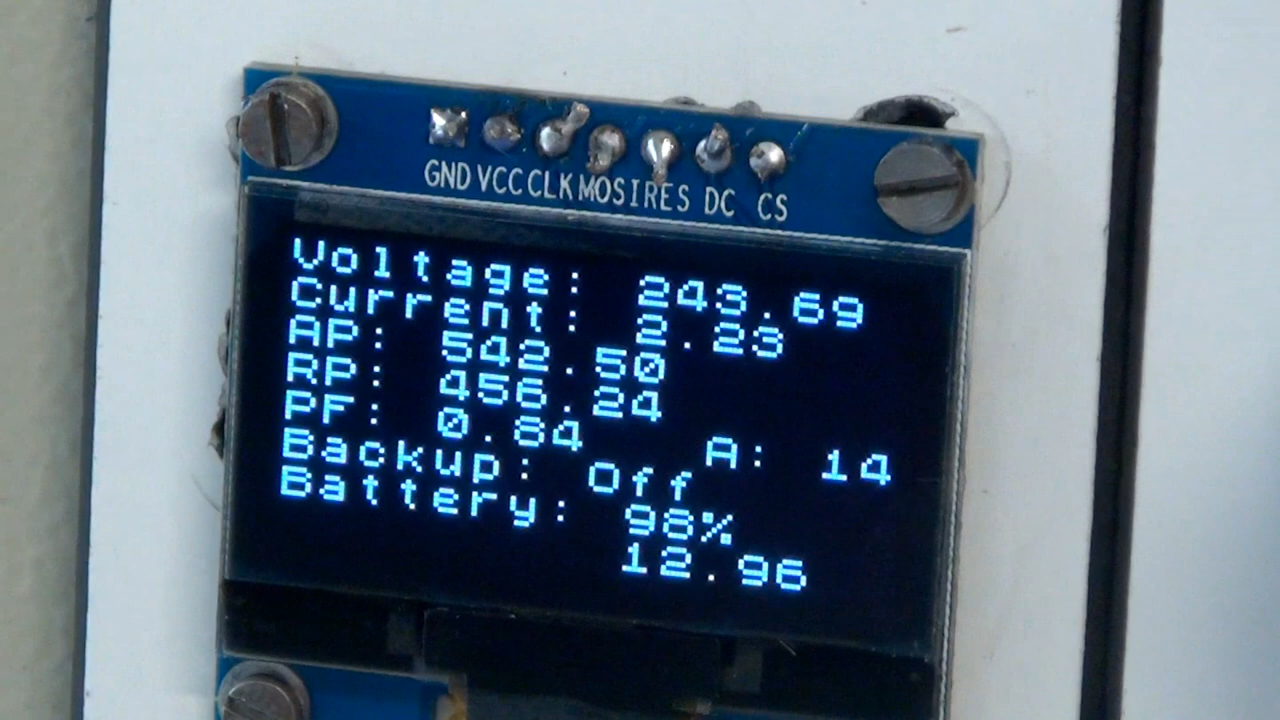 GND VCC CLK MOSI RES DC CS
Voltage: 243.69
Current: 2.23
AP: 542.50
RP: 456.24
PF: 0.84 A: 14
Backup: Off
Battery: 98%
12.96